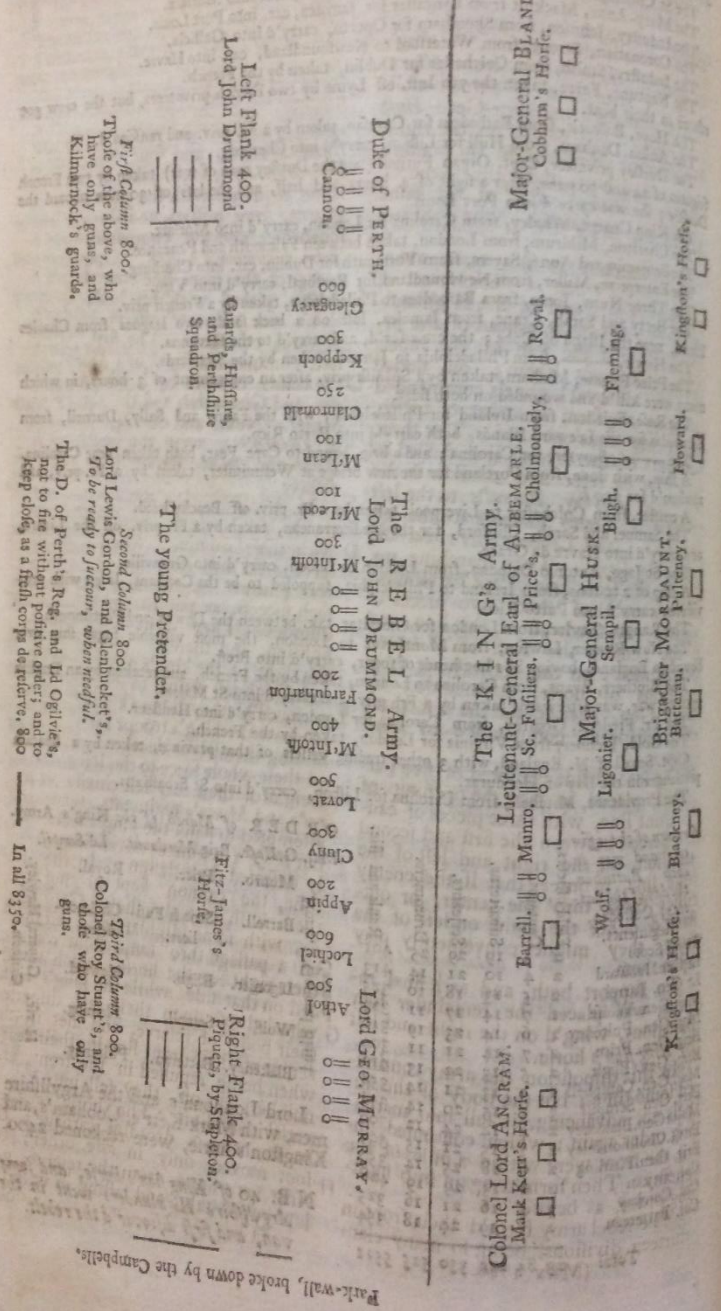 Park-wall, broke down by the Campbells.
Third Column 800.
Colonel Roy Stuart's, and
those who have only
guns.
Second Column 800.
Lord Lewis Gordon, and Glenbucket's,
To be ready to succour, when needful.
The D. of Perth's Reg. and Ld Ogilvie's,
not to fire without positive order; and to
keep close, as a fresh corps de reserve. 800
First Column 800.
Those of the above, who
have only guns, and
Kilmarnock's guards.
In all 8350.
The young Pretender.
Right Flank 400.
Piquets, by Stapleton.
Fitz-James's
Horse.
Guards, Hussars,
and Perthshire
Squadron.
Left Flank 400.
Lord John Drummond
Athol
500
Lochiel
600
Appin
200
Cluny
300
Lovat
500
M'Intosh
400
Farquharson
200
M'Intosh
300
M'Leod
100
M'Lean
100
Clanronald
250
Keppoch
300
Glengarey
600
Cannon.
Lord GEO. MURRAY.
Lord JOHN DRUMMOND.
Duke of PERTH.
The REBEL Army.
The KING's Army.
Lieutenant-General Earl of ALBEMARLE.
Colonel Lord ANCRAM.
Mark Kerr's Horse.
Barrell.
Munro.
Sc. Fusiliers.
Price's.
Cholmondely.
Royal.
Major-General BLAND
Cobham's Horse.
Major-General HUSK.
Wolf.
Ligonier.
Sempil.
Bligh.
Fleming.
Brigadier MORDAUNT.
Kingston's Horse.
Blackney.
Batterau.
Pulteney.
Howard.
Kingston's Horse.